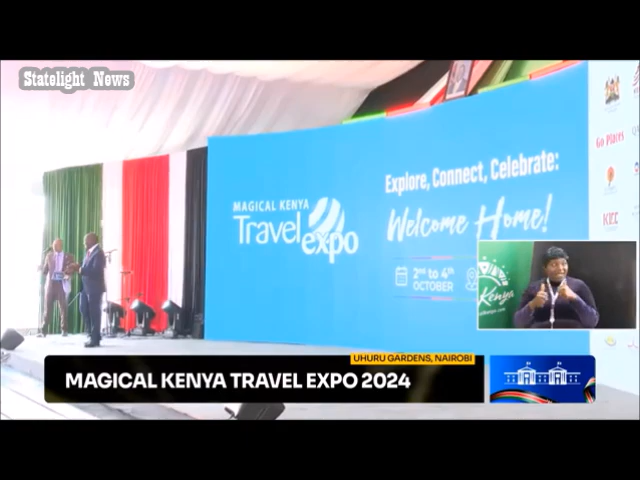 Statelight News
MAGICAL KENYA
Travel
expo
Explore, Connect, Celebrate:
Welcome Home!
2nd to 4th
OCTOBER
Go Places
KICC
UHURU GARDENS, NAIROBI
MAGICAL KENYA TRAVEL EXPO 2024